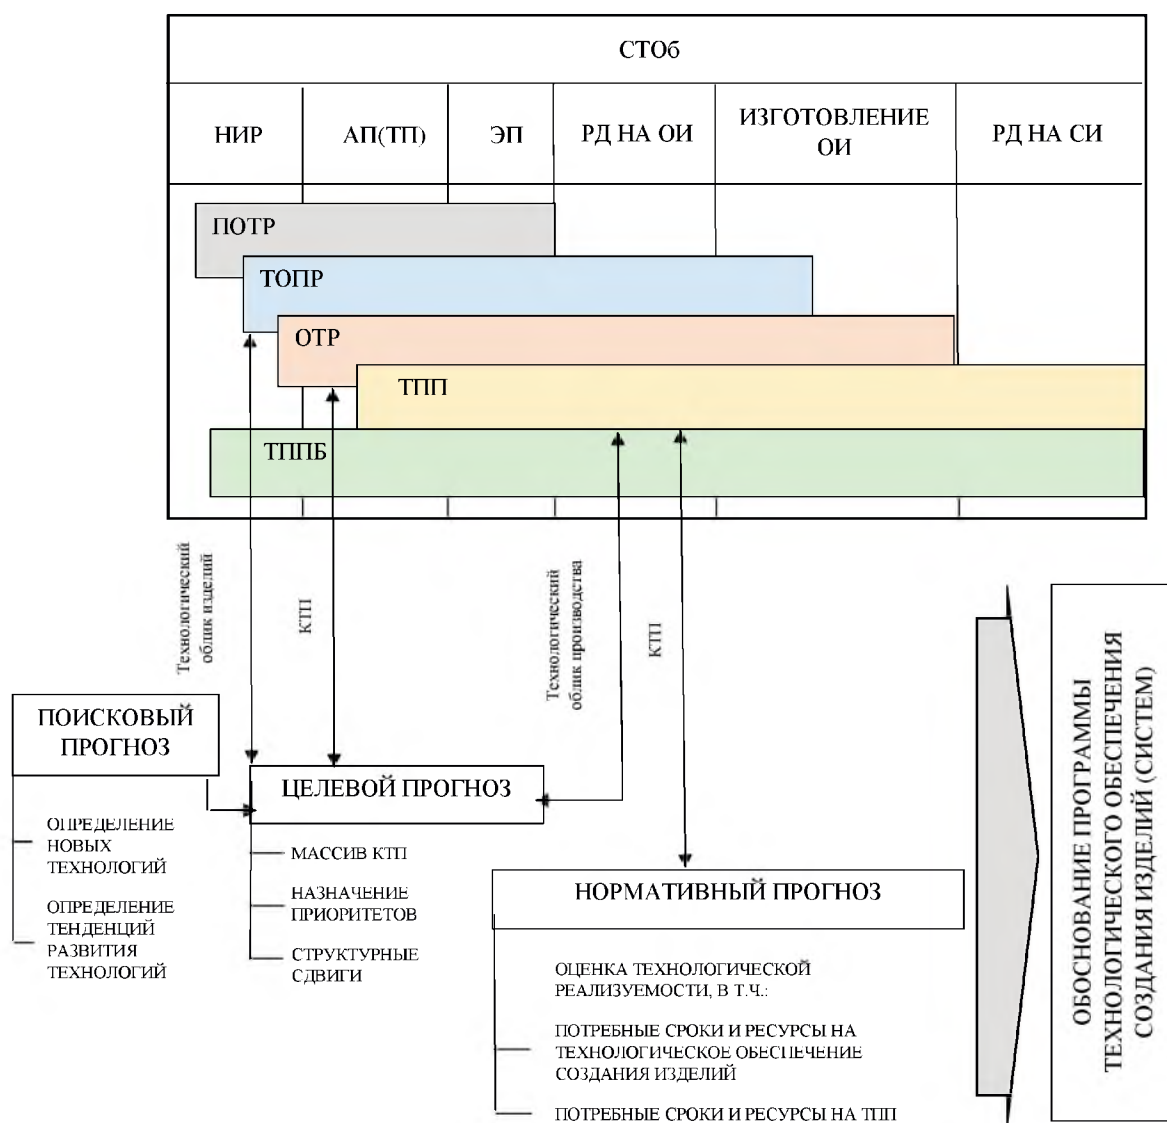 СТОб
НИР
АП(ТП)
ЭП
РД НА ОИ
ИЗГОТОВЛЕНИЕ
ОИ
РД НА СИ
ПОТР
ТОПР
ОТР
ТПП
ТППБ
Технологический
облик изделий
КТП
Технологический
облик производства
КТП
ПОИСКОВЫЙ
ПРОГНОЗ
ОПРЕДЕЛЕНИЕ
НОВЫХ
ТЕХНОЛОГИЙ
ОПРЕДЕЛЕНИЕ
ТЕНДЕНЦИЙ
РАЗВИТИЯ
ТЕХНОЛОГИЙ
ЦЕЛЕВОЙ ПРОГНОЗ
МАССИВ КТП
НАЗНАЧЕНИЕ
ПРИОРИТЕТОВ
СТРУКТУРНЫЕ
СДВИГИ
НОРМАТИВНЫЙ ПРОГНОЗ
ОЦЕНКА ТЕХНОЛОГИЧЕСКОЙ
РЕАЛИЗУЕМОСТИ, В Т.Ч.:
ПОТРЕБНЫЕ СРОКИ И РЕСУРСЫ НА
ТЕХНОЛОГИЧЕСКОЕ ОБЕСПЕЧЕНИЕ
СОЗДАНИЯ ИЗДЕЛИЙ
ПОТРЕБНЫЕ СРОКИ И РЕСУРСЫ НА ТПП
ОБОСНОВАНИЕ ПРОГРАММЫ
ТЕХНОЛОГИЧЕСКОГО ОБЕСПЕЧЕНИЯ
СОЗДАНИЯ ИЗДЕЛИЙ (СИСТЕМ)